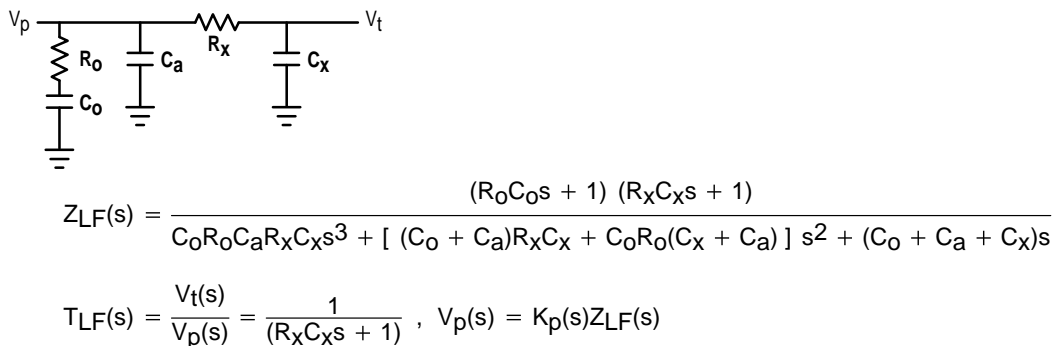 Vp Vt
Rx
Ro Ca Cx
Co
ZLF(s) = (RoCos + 1) (RxCxs + 1) / CoRoCaRxCxs3 + [ (Co + Ca)RxCx + CoRo(Cx + Ca) ] s2 + (Co + Ca + Cx)s
TLF(s) = Vt(s) / Vp(s) = 1 / (RxCxs + 1) , Vp(s) = Kp(s)ZLF(s)